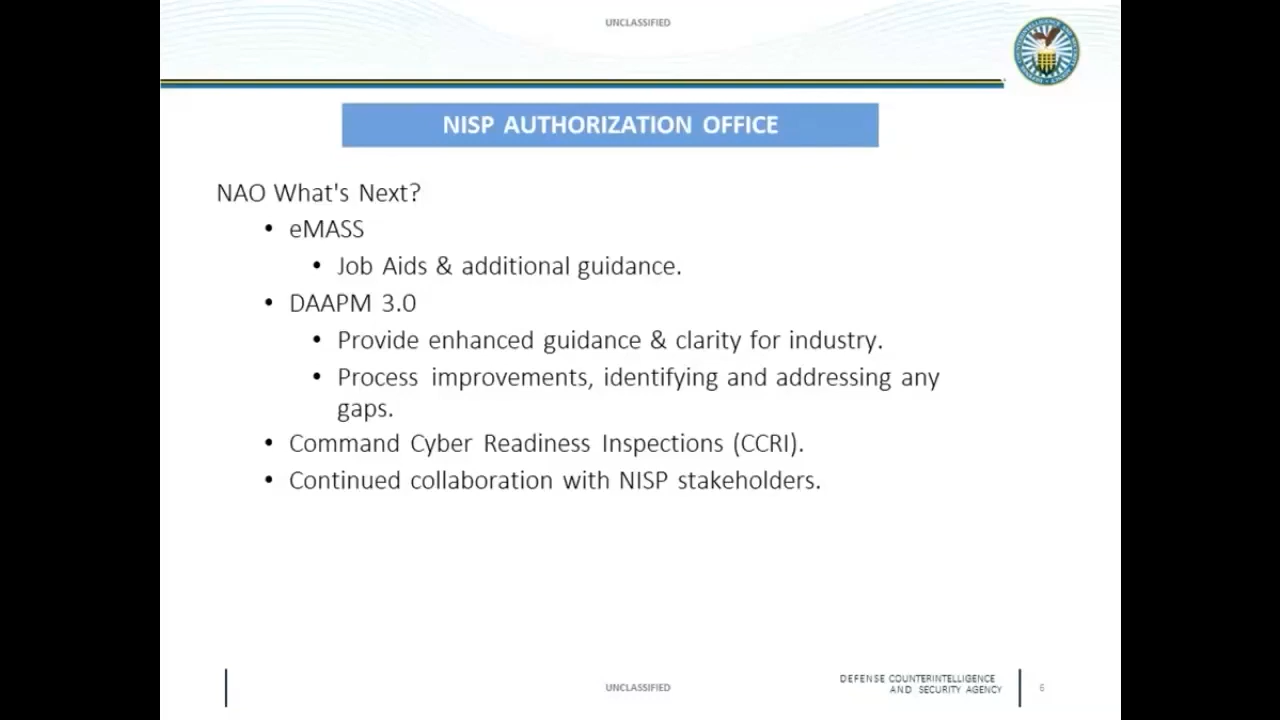 UNCLASSIFIED
NISP AUTHORIZATION OFFICE
NAO What's Next?
• eMASS
• Job Aids & additional guidance.
• DAAPM 3.0
• Provide enhanced guidance & clarity for industry.
• Process improvements, identifying and addressing any
gaps.
• Command Cyber Readiness Inspections (CCRI).
• Continued collaboration with NISP stakeholders.
UNCLASSIFIED
DEFENSE COUNTERINTELLIGENCE
AND SECURITY AGENCY
6